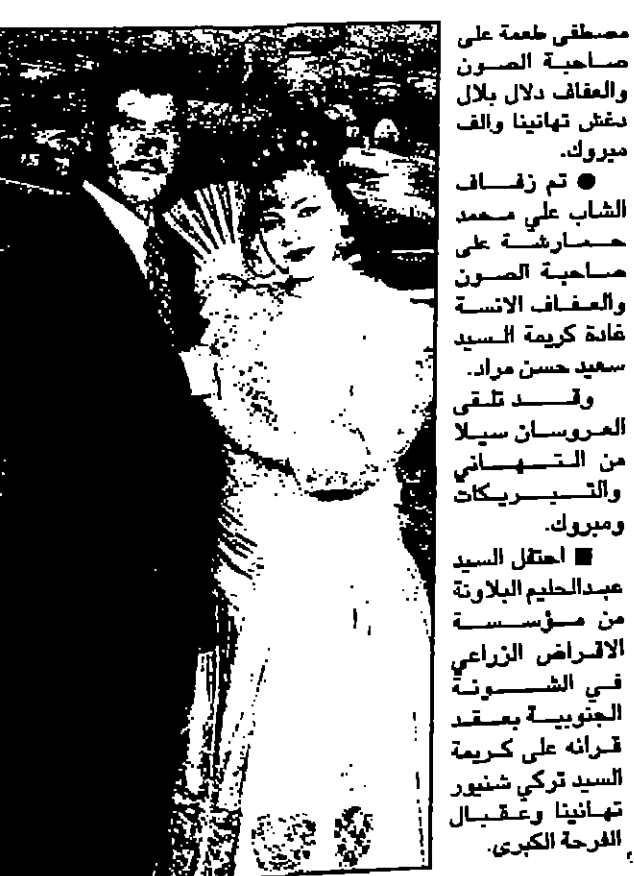 مصطفى طعمة على
صاحبة الصون
والعفاف دلال بلال
دغش تهانينا والف
مبروك.
● تم زفاف
الشاب علي محمد
حمارشة على
صاحبة الصون
والعفاف الانسة
غادة كريمة السيد
سعيد حسن مراد.
وقد تلقى
العروسان سيلا
من التهاني
والتبريكات
ومبروك.
■ احتفل السيد
عبدالحليم البلاونة
من مؤسسة
الاقراض الزراعي
في الشونة
الجنوبية بعقد
قرانه على كريمة
السيد تركي شنيور
تهانينا وعقبال
الفرحة الكبرى.